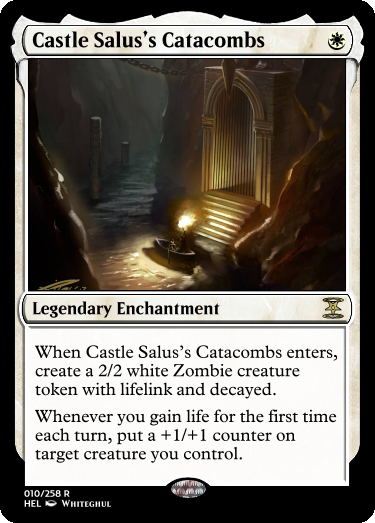 Castle Salus's Catacombs
Legendary Enchantment
When Castle Salus's Catacombs enters,
create a 2/2 white Zombie creature
token with lifelink and decayed.
Whenever you gain life for the first time
each turn, put a +1/+1 counter on
target creature you control.
010/258 R
HEL Whiteghul